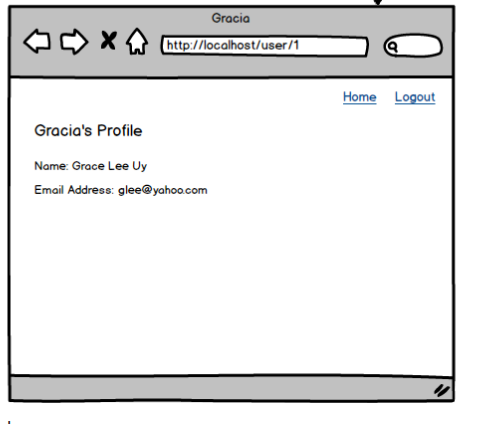 Gracia
http://localhost/user/1
Home Logout
Gracia's Profile
Name: Grace Lee Uy
Email Address: glee@yahoo.com